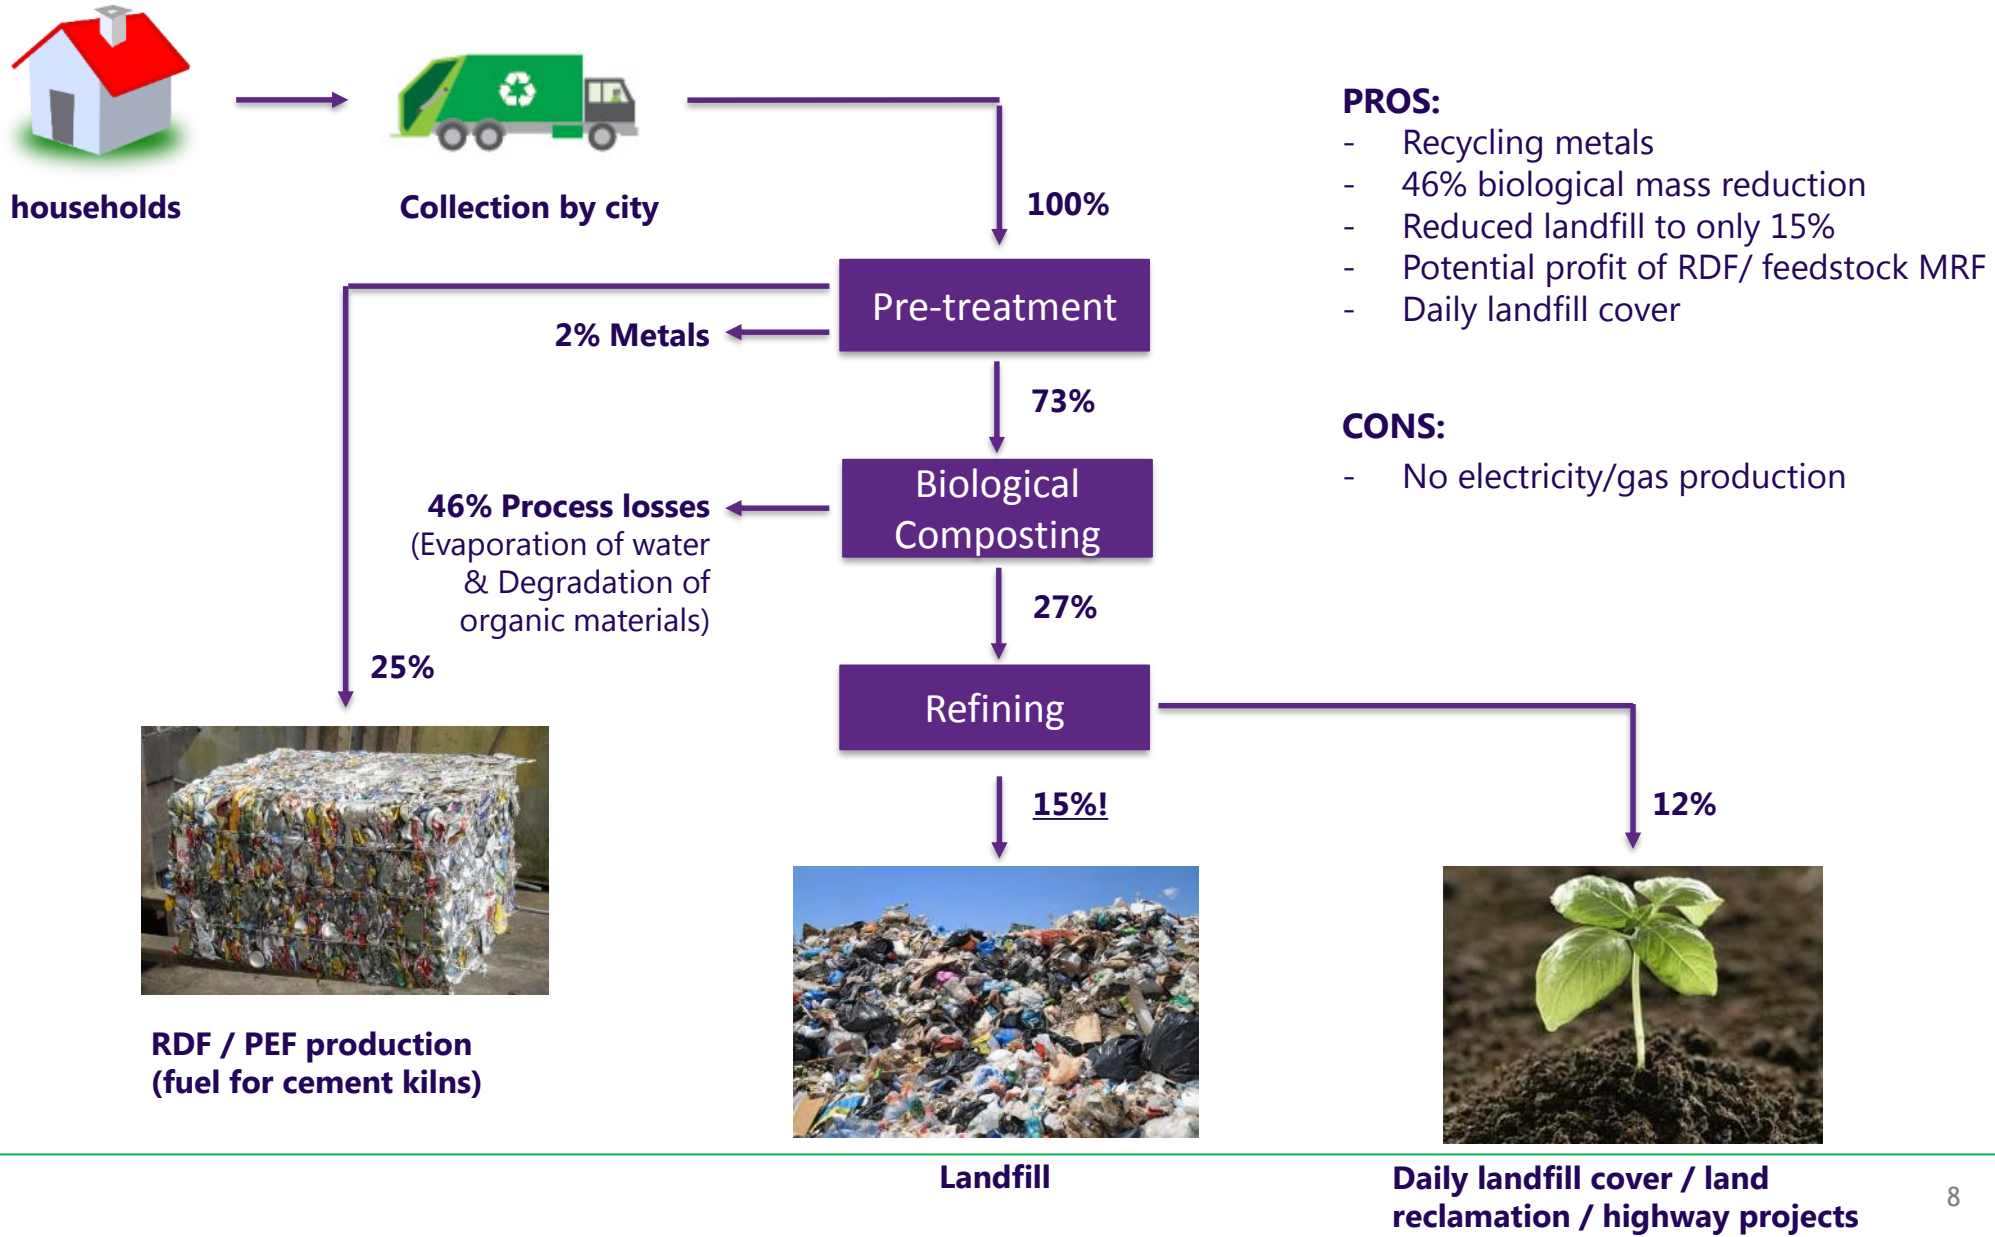 households
Collection by city
100%
Pre-treatment
2% Metals
73%
Biological
Composting
46% Process losses
(Evaporation of water
& Degradation of
organic materials)
27%
25%
Refining
15%!
12%
RDF / PEF production
(fuel for cement kilns)
Landfill
Daily landfill cover / land
reclamation / highway projects
PROS:
- Recycling metals
- 46% biological mass reduction
- Reduced landfill to only 15%
- Potential profit of RDF/ feedstock MRF
- Daily landfill cover
CONS:
- No electricity/gas production
8